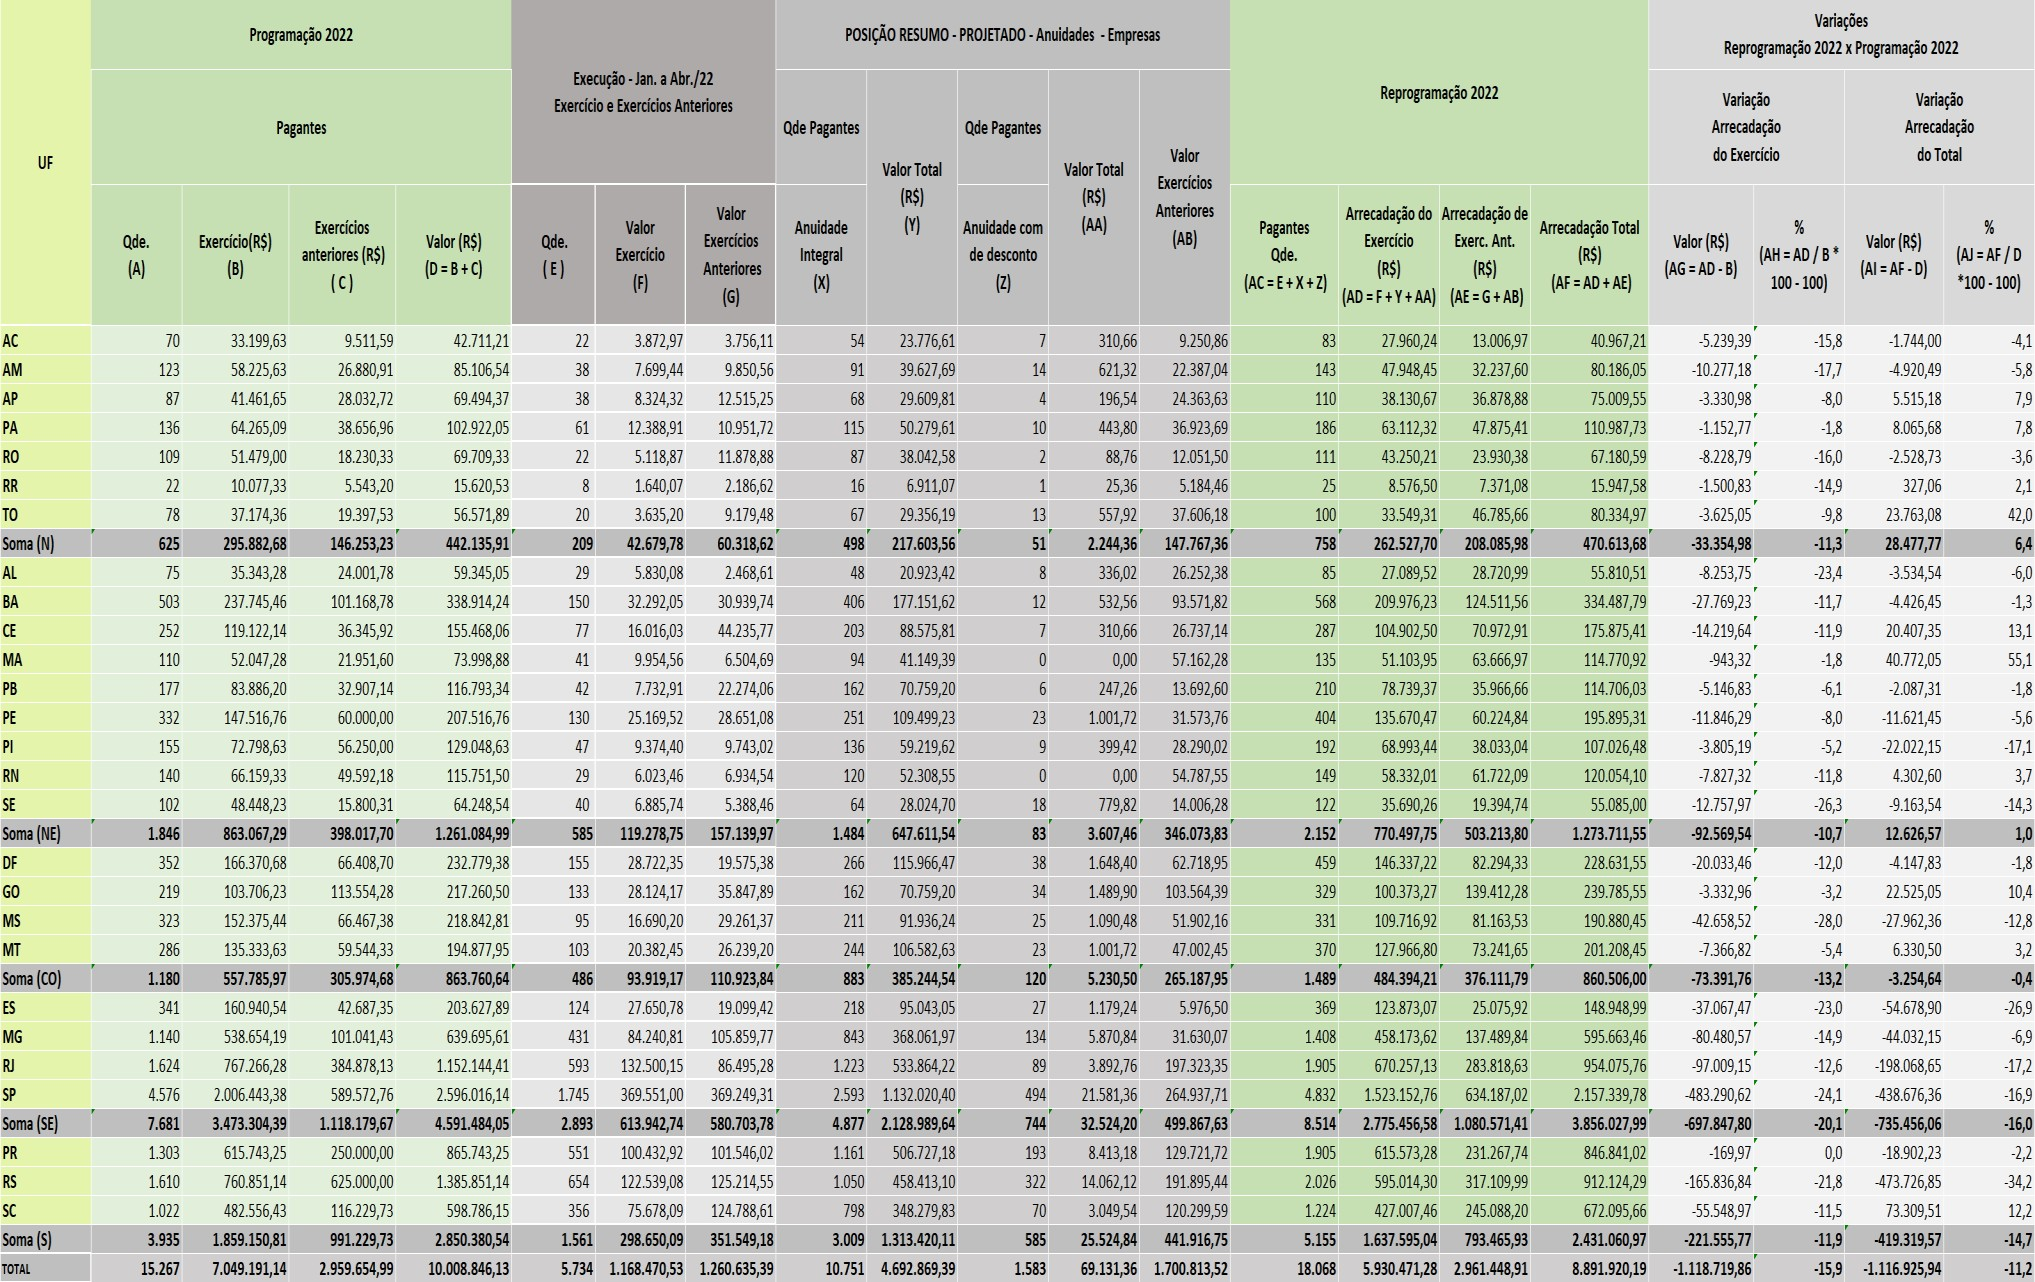 Programação 2022
Execução - Jan. a Abr./22
Exercício e Exercícios Anteriores
POSIÇÃO RESUMO - PROJETADO - Anuidades - Empresas
Reprogramação 2022
Variações
Reprogramação 2022 x Programação 2022
UF
Pagantes
Qde Pagantes
Valor Total
(R$)
(Y)
Qde Pagantes
Valor Total
(R$)
(AA)
Valor
Exercícios
Anteriores
(AB)
Variação
Arrecadação
do Exercício
Variação
Arrecadação
do Total
Qde.
(A)
Exercício(R$)
(B)
Exercícios
anteriores (R$)
( C )
Valor (R$)
(D = B + C)
Qde.
( E )
Valor
Exercício
(F)
Valor
Exercícios
Anteriores
(G)
Anuidade
Integral
(X)
Anuidade com
de desconto
(Z)
Pagantes
Qde.
(AC = E + X + Z)
Arrecadação do
Exercício
(R$)
(AD = F + Y + AA)
Arrecadação de
Exerc. Ant.
(R$)
(AE = G + AB)
Arrecadação Total
(R$)
(AF = AD + AE)
Valor (R$)
(AG = AD - B)
%
(AH = AD / B *
100 - 100)
Valor (R$)
(AI = AF - D)
%
(AJ = AF / D
*100 - 100)
AC 70 33.199,63 9.511,59 42.711,21 22 3.872,97 3.756,11 54 23.776,61 7 310,66 9.250,86 83 27.960,24 13.006,97 40.967,21 -5.239,39 -15,8 -1.744,00 -4,1
AM 123 58.225,63 26.880,91 85.106,54 38 7.699,44 9.850,56 91 39.627,69 14 621,32 22.387,04 143 47.948,45 32.237,60 80.186,05 -10.277,18 -17,7 -4.920,49 -5,8
AP 87 41.461,65 28.032,72 69.494,37 38 8.324,32 12.515,25 68 29.609,81 4 196,54 24.363,63 110 38.130,67 36.878,88 75.009,55 -3.330,98 -8,0 5.515,18 7,9
PA 136 64.265,09 38.656,96 102.922,05 61 12.388,91 10.951,72 115 50.279,61 10 443,80 36.923,69 186 63.112,32 47.875,41 110.987,73 -1.152,77 -1,8 8.065,68 7,8
RO 109 51.479,00 18.230,33 69.709,33 22 5.118,87 11.878,88 87 38.042,58 2 88,76 12.051,50 111 43.250,21 23.930,38 67.180,59 -8.228,79 -16,0 -2.528,73 -3,6
RR 22 10.077,33 5.543,20 15.620,53 8 1.640,07 2.186,62 16 6.911,07 1 25,36 5.184,46 25 8.576,50 7.371,08 15.947,58 -1.500,83 -14,9 327,06 2,1
TO 78 37.174,36 19.397,53 56.571,89 20 3.635,20 9.179,48 67 29.356,19 13 557,92 37.606,18 100 33.549,31 46.785,66 80.334,97 -3.625,05 -9,8 23.763,08 42,0
Soma (N) 625 295.882,68 146.253,23 442.135,91 209 42.679,78 60.318,62 498 217.603,56 51 2.244,36 147.767,36 758 262.527,70 208.085,98 470.613,68 -33.354,98 -11,3 28.477,77 6,4
AL 75 35.343,28 24.001,78 59.345,05 29 5.830,08 2.468,61 48 20.923,42 8 336,02 26.252,38 85 27.089,52 28.720,99 55.810,51 -8.253,75 -23,4 -3.534,54 -6,0
BA 503 237.745,46 101.168,78 338.914,24 150 32.292,05 30.939,74 406 177.151,62 12 532,56 93.571,82 568 209.976,23 124.511,56 334.487,79 -27.769,23 -11,7 -4.426,45 -1,3
CE 252 119.122,14 36.345,92 155.468,06 77 16.016,03 44.235,77 203 88.575,81 7 310,66 26.737,14 287 104.902,50 70.972,91 175.875,41 -14.219,64 -11,9 20.407,35 13,1
MA 110 52.047,28 21.951,60 73.998,88 41 9.954,56 6.504,69 94 41.149,39 0 0,00 57.162,28 135 51.103,95 63.666,97 114.770,92 -943,32 -1,8 40.772,05 55,1
PB 177 83.886,20 32.907,14 116.793,34 42 7.732,91 22.274,06 162 70.759,20 6 247,26 13.692,60 210 78.739,37 35.966,66 114.706,03 -5.146,83 -6,1 -2.087,31 -1,8
PE 332 147.516,76 60.000,00 207.516,76 130 25.169,52 28.651,08 251 109.499,23 23 1.001,72 31.573,76 404 135.670,47 60.224,84 195.895,31 -11.846,29 -8,0 -11.621,45 -5,6
PI 155 72.798,63 56.250,00 129.048,63 47 9.374,40 9.743,02 136 59.219,62 9 399,42 28.290,02 192 68.993,44 38.033,04 107.026,48 -3.805,19 -5,2 -22.022,15 -17,1
RN 140 66.159,33 49.592,18 115.751,50 29 6.023,46 6.934,54 120 52.308,55 0 0,00 54.787,55 149 58.332,01 61.722,09 120.054,10 -7.827,32 -11,8 4.302,60 3,7
SE 102 48.448,23 15.800,31 64.248,54 40 6.885,74 5.388,46 64 28.024,70 18 779,82 14.006,28 122 35.690,26 19.394,74 55.085,00 -12.757,97 -26,3 -9.163,54 -14,3
Soma (NE) 1.846 863.067,29 398.017,70 1.261.084,99 585 119.278,75 157.139,97 1.484 647.611,54 83 3.607,46 346.073,83 2.152 770.497,75 503.213,80 1.273.711,55 -92.569,54 -10,7 12.626,57 1,0
DF 352 166.370,68 66.408,70 232.779,38 155 28.722,35 19.575,38 266 115.966,47 38 1.648,40 62.718,95 459 146.337,22 82.294,33 228.631,55 -20.033,46 -12,0 -4.147,83 -1,8
GO 219 103.706,23 113.554,28 217.260,50 133 28.124,17 35.847,89 162 70.759,20 34 1.489,90 103.564,39 329 100.373,27 139.412,28 239.785,55 -3.332,96 -3,2 22.525,05 10,4
MS 323 152.375,44 66.467,38 218.842,81 95 16.690,20 29.261,37 211 91.936,24 25 1.090,48 51.902,16 331 109.716,92 81.163,53 190.880,45 -42.658,52 -28,0 -27.962,36 -12,8
MT 286 135.333,63 59.544,33 194.877,95 103 20.382,45 26.239,20 244 106.582,63 23 1.001,72 47.002,45 370 127.966,80 73.241,65 201.208,45 -7.366,82 -5,4 6.330,50 3,2
Soma (CO) 1.180 557.785,97 305.974,68 863.760,64 486 93.919,17 110.923,84 883 385.244,54 120 5.230,50 265.187,95 1.489 484.394,21 376.111,79 860.506,00 -73.391,76 -13,2 -3.254,64 -0,4
ES 341 160.940,54 42.687,35 203.627,89 124 27.650,78 19.099,42 218 95.043,05 27 1.179,24 5.976,50 369 123.873,07 25.075,92 148.948,99 -37.067,47 -23,0 -54.678,90 -26,9
MG 1.140 538.654,19 101.041,43 639.695,61 431 84.240,81 105.859,77 843 368.061,97 134 5.870,84 31.630,07 1.408 458.173,62 137.489,84 595.663,46 -80.480,57 -14,9 -44.032,15 -6,9
RJ 1.624 767.266,28 384.878,13 1.152.144,41 593 132.500,15 86.495,28 1.223 533.864,22 89 3.892,76 197.323,35 1.905 670.257,13 283.818,63 954.075,76 -97.009,15 -12,6 -198.068,65 -17,2
SP 4.576 2.006.443,38 589.572,76 2.596.016,14 1.745 369.551,00 369.249,31 2.593 1.132.020,40 494 21.581,36 264.937,71 4.832 1.523.152,76 634.187,02 2.157.339,78 -483.290,62 -24,1 -438.676,36 -16,9
Soma (SE) 7.681 3.473.304,39 1.118.179,67 4.591.484,05 2.893 613.942,74 580.703,78 4.877 2.128.989,64 744 32.524,20 499.867,63 8.514 2.775.456,58 1.080.571,41 3.856.027,99 -697.847,80 -20,1 -735.456,06 -16,0
PR 1.303 615.743,25 250.000,00 865.743,25 551 100.432,92 101.546,02 1.161 506.727,18 193 8.413,18 129.721,72 1.905 615.573,28 231.267,74 846.841,02 -169,97 0,0 -18.902,23 -2,2
RS 1.610 760.851,14 625.000,00 1.385.851,14 654 122.539,08 125.214,55 1.050 458.413,10 322 14.062,12 191.895,44 2.026 595.014,30 317.109,99 912.124,29 -165.836,84 -21,8 -473.726,85 -34,2
SC 1.022 482.556,43 116.229,73 598.786,15 356 75.678,09 124.788,61 798 348.279,83 70 3.049,54 120.299,59 1.224 427.007,46 245.088,20 672.095,66 -55.548,97 -11,5 73.309,51 12,2
Soma (S) 3.935 1.859.150,81 991.229,73 2.850.380,54 1.561 298.650,09 351.549,18 3.009 1.313.420,11 585 25.524,84 441.916,75 5.155 1.637.595,04 793.465,93 2.431.060,97 -221.555,77 -11,9 -419.319,57 -14,7
TOTAL 15.267 7.049.191,14 2.959.654,99 10.008.846,13 5.734 1.168.470,53 1.260.635,39 10.751 4.692.869,39 1.583 69.131,36 1.700.813,52 18.068 5.930.471,28 2.961.448,91 8.891.920,19 -1.118.719,86 -15,9 -1.116.925,94 -11,2